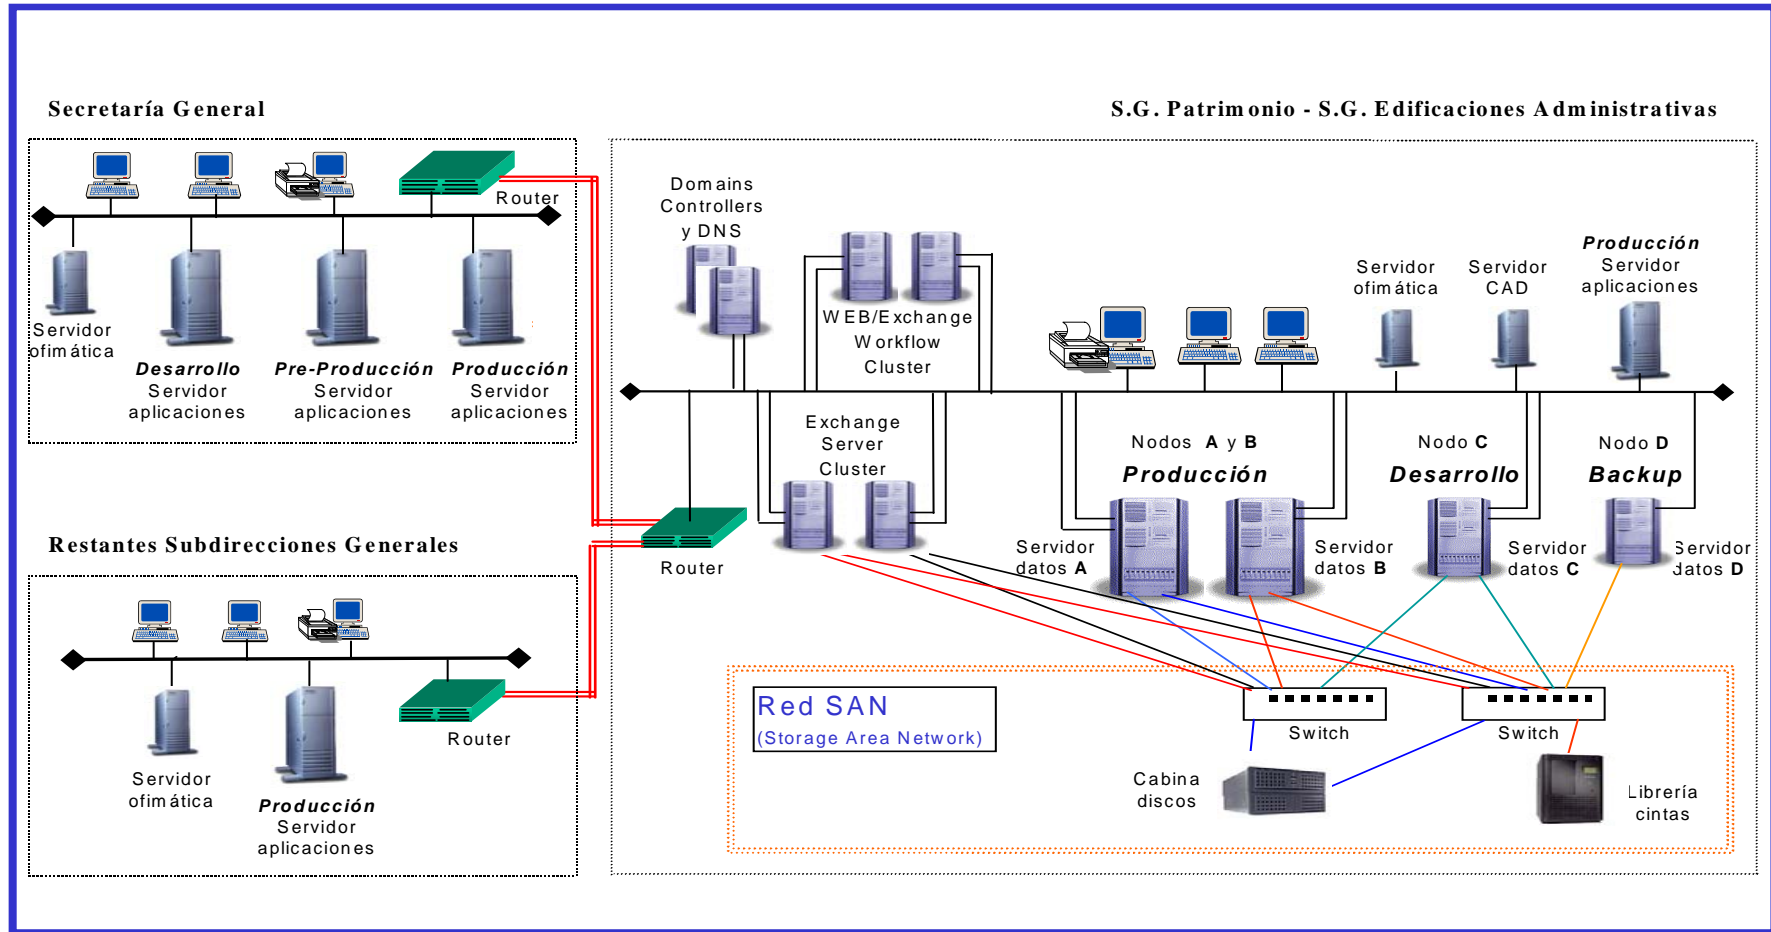 Secretaría General
Router
Servidor
ofimática
Desarrollo
Servidor
aplicaciones
Pre-Producción
Servidor
aplicaciones
Producción
Servidor
aplicaciones
Restantes Subdirecciones Generales
Servidor
ofimática
Producción
Servidor
aplicaciones
Router
S.G. Patrimonio - S.G. Edificaciones Administrativas
Domains
Controllers
y DNS
WEB/Exchange
Workflow
Cluster
Servidor
ofimática
Servidor
CAD
Producción
Servidor
aplicaciones
Exchange
Server
Cluster
Nodos A y B
Producción
Nodo C
Desarrollo
Nodo D
Backup
Router
Servidor
datos A
Servidor
datos B
Servidor
datos C
Servidor
datos D
Red SAN
(Storage Area Network)
Switch
Switch
Cabina
discos
Librería
cintas